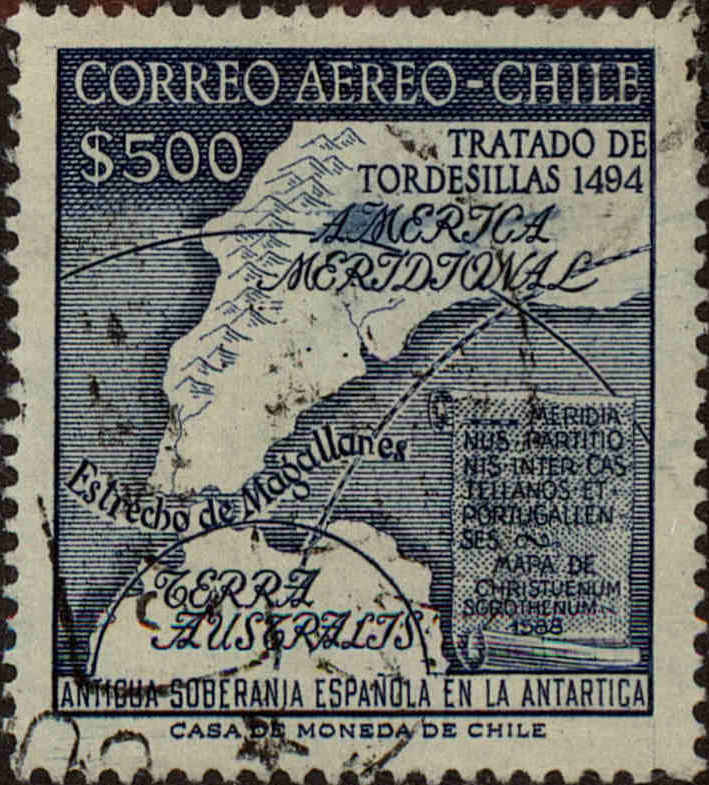 CORREO AEREO - CHILE
$500
TRATADO DE
TORDESILLAS 1494
AMERICA
MERIDIONAL
Estrecho de Magallanes
MERIDIA
NUS PARTITIO
NIS INTER CAS
TELLANOS ET
PORTUGALLEN
SES
MAPA DE
CHRISTUENUM
SGROTHENUM
1588
TERRA
AUSTRALIS
ANTIGUA SOBERANIA ESPAÑOLA EN LA ANTARTICA
CASA DE MONEDA DE CHILE